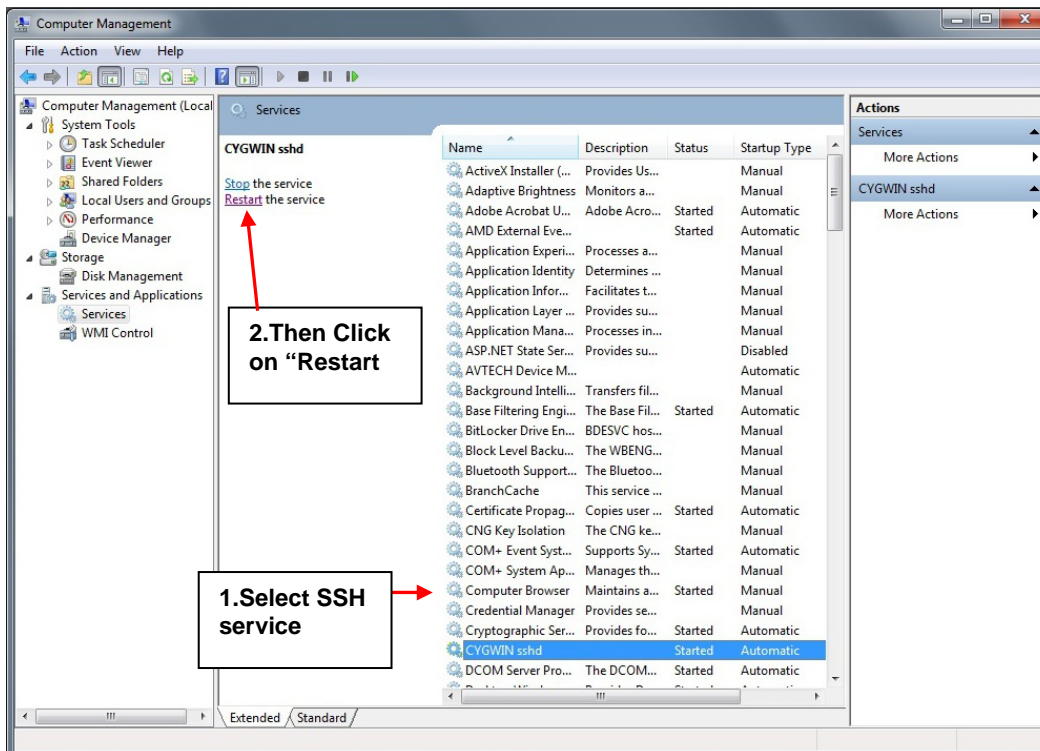 Computer Management
File Action View Help
Computer Management (Local
System Tools
Task Scheduler
Event Viewer
Shared Folders
Local Users and Groups
Performance
Device Manager
Storage
Disk Management
Services and Applications
Services
WMI Control
Services
CYGWIN sshd
Stop the service
Restart the service
2.Then Click
on “Restart
1.Select SSH
service
Name Description Status Startup Type
ActiveX Installer (... Provides Us... Manual
Adaptive Brightness Monitors a... Manual
Adobe Acrobat U... Adobe Acro... Started Automatic
AMD External Eve... Started Automatic
Application Experi... Processes a... Manual
Application Identity Determines ... Manual
Application Infor... Facilitates t... Manual
Application Layer ... Provides su... Manual
Application Mana... Processes in... Manual
ASP.NET State Ser... Provides su... Disabled
AVTECH Device M... Automatic
Background Intelli... Transfers fil... Manual
Base Filtering Engi... The Base Fil... Started Automatic
BitLocker Drive En... BDESVC hos... Manual
Block Level Backu... The WBENG... Manual
Bluetooth Support... The Bluetoo... Manual
BranchCache This service ... Manual
Certificate Propag... Copies user ... Started Automatic
CNG Key Isolation The CNG ke... Manual
COM+ Event Syst... Supports Sy... Started Automatic
COM+ System Ap... Manages th... Manual
Computer Browser Maintains a... Started Manual
Credential Manager Provides se... Manual
Cryptographic Ser... Provides fo... Started Automatic
CYGWIN sshd Started Automatic
DCOM Server Pro... The DCOM... Started Automatic
Extended Standard
Actions
Services
More Actions
CYGWIN sshd
More Actions